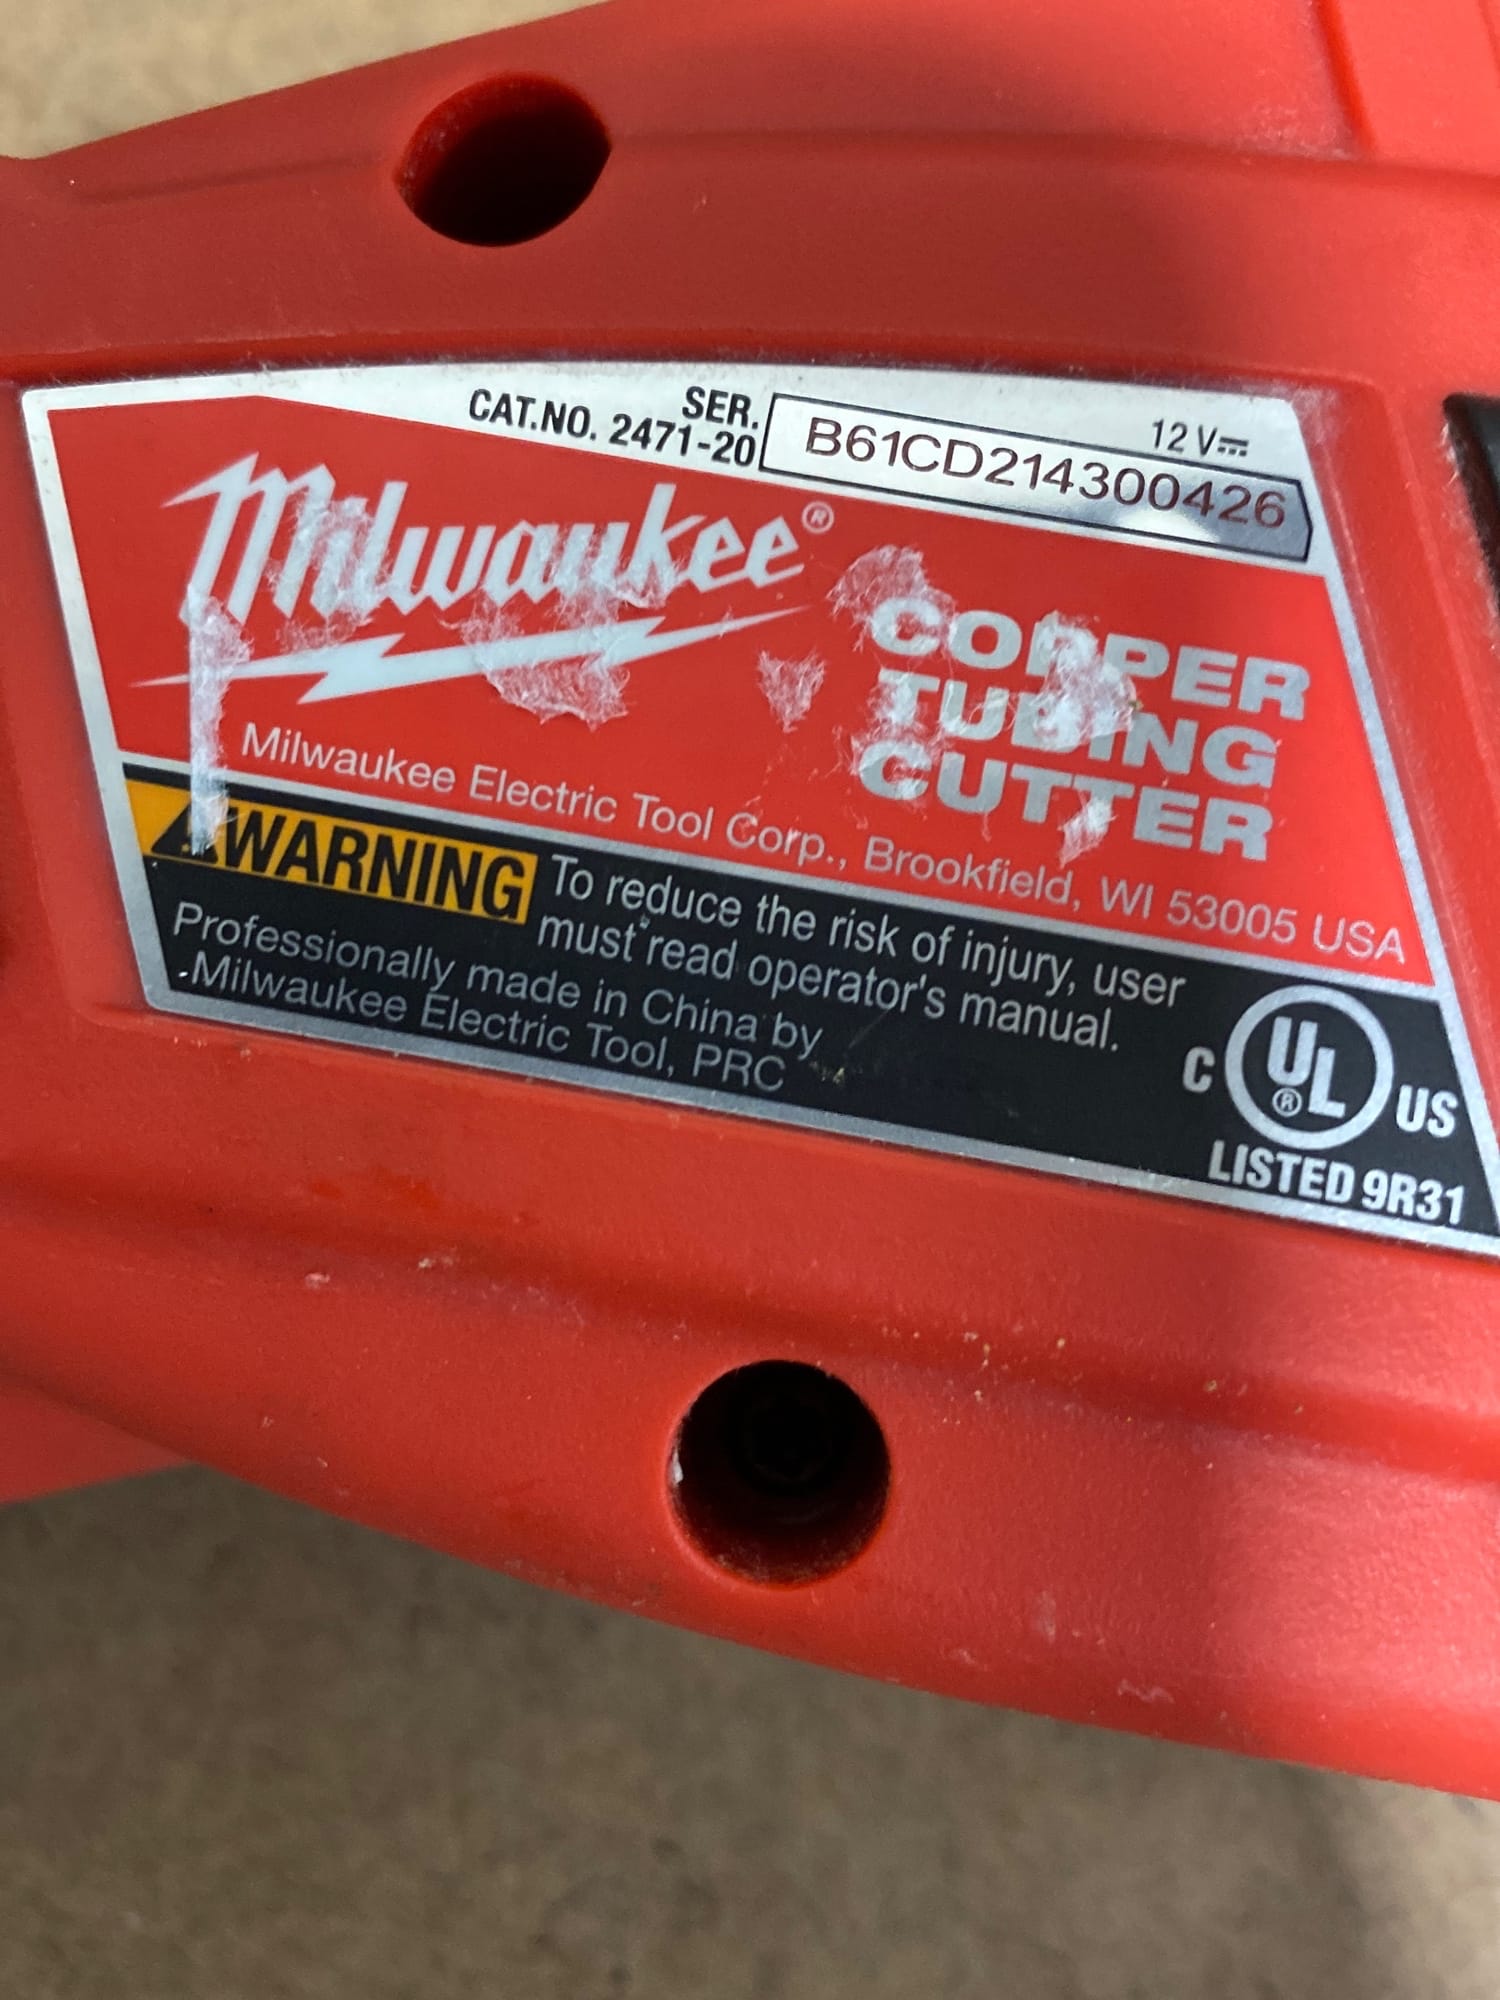 SER.
CAT.NO. 2471-20
B61CD214300426
12 V
Milwaukee®
COPPER
TUBING
CUTTER
Milwaukee Electric Tool Corp., Brookfield, WI 53005 USA
WARNING
To reduce the risk of injury, user
must read operator's manual.
Professionally made in China by
Milwaukee Electric Tool, PRC
C UL® US
LISTED 9R31